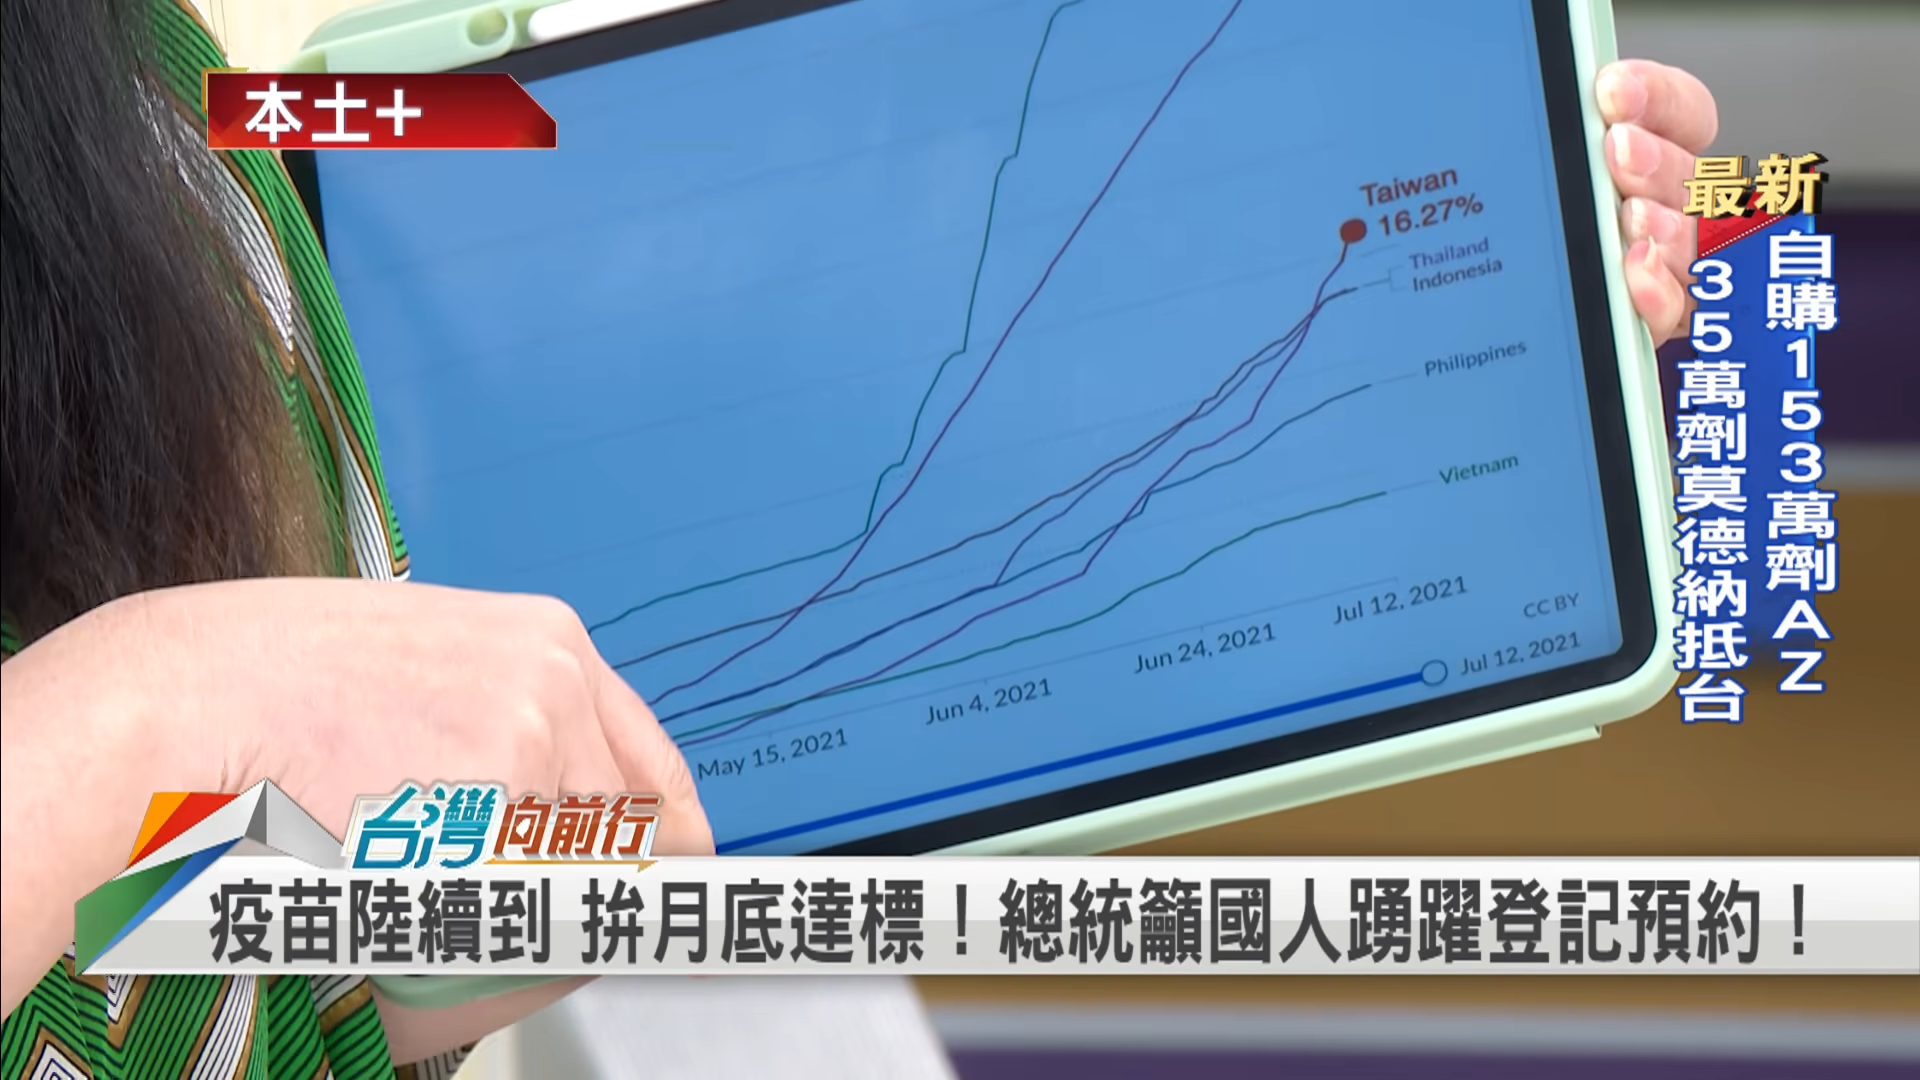 本土+
最新
自購153萬劑AZ
35萬劑莫德納抵台
Taiwan
16.27%
Thailand
Indonesia
Philippines
Vietnam
May 15, 2021
Jun 4, 2021
Jun 24, 2021
Jul 12, 2021
CC BY
Jul 12, 2021
台灣向前行
疫苗陸續到 拚月底達標！總統籲國人踴躍登記預約！